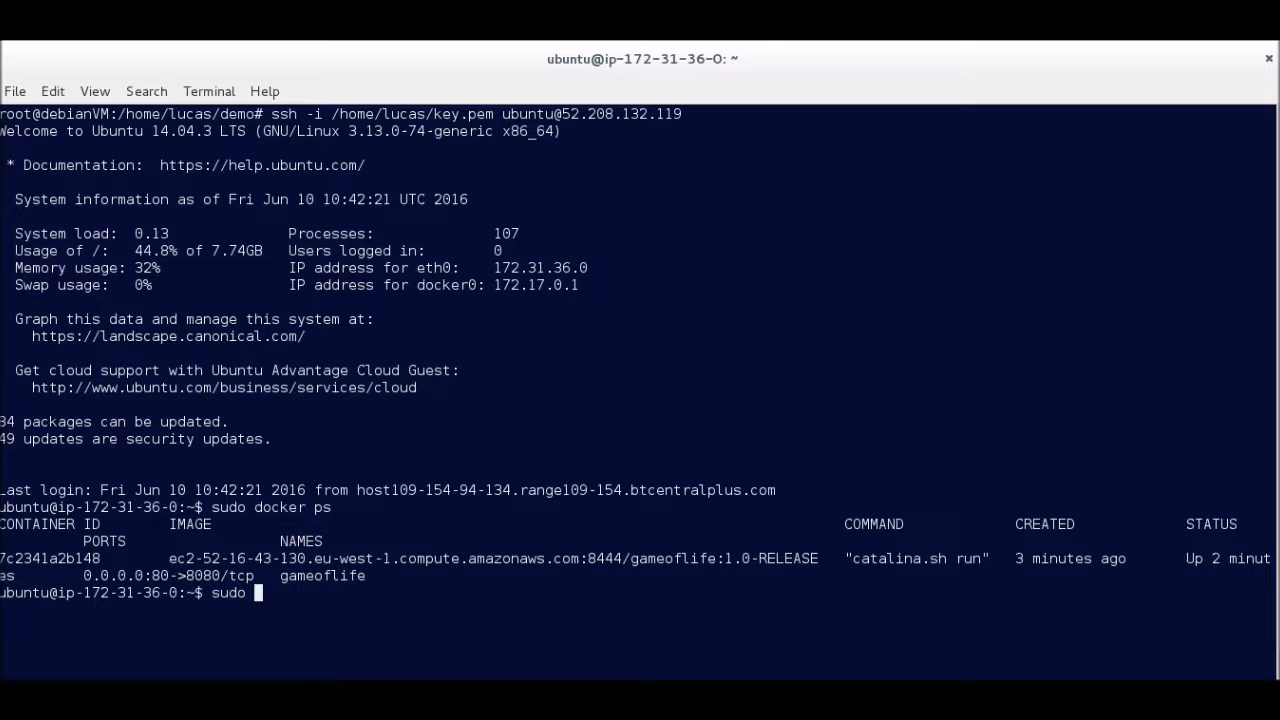 ubuntu@ip-172-31-36-0: ~
File Edit View Search Terminal Help
root@debianVM:/home/lucas/demo# ssh -i /home/lucas/key.pem ubuntu@52.208.132.119
Welcome to Ubuntu 14.04.3 LTS (GNU/Linux 3.13.0-74-generic x86_64)
* Documentation:  https://help.ubuntu.com/
System information as of Fri Jun 10 10:42:21 UTC 2016
System load:  0.13              Processes:              107
Usage of /:   44.8% of 7.74GB   Users logged in:        0
Memory usage: 32%               IP address for eth0:    172.31.36.0
Swap usage:   0%                IP address for docker0: 172.17.0.1
Graph this data and manage this system at:
https://landscape.canonical.com/
Get cloud support with Ubuntu Advantage Cloud Guest:
http://www.ubuntu.com/business/services/cloud
84 packages can be updated.
49 updates are security updates.
Last login: Fri Jun 10 10:42:21 2016 from host109-154-94-134.range109-154.btcentralplus.com
ubuntu@ip-172-31-36-0:~$ sudo docker ps
CONTAINER ID        IMAGE                                                                           COMMAND             CREATED             STATUS
PORTS                  NAMES
7c2341a2b148        ec2-52-16-43-130.eu-west-1.compute.amazonaws.com:8444/gameoflife:1.0-RELEASE   "catalina.sh run"   3 minutes ago       Up 2 minut
es        0.0.0.0:80->8080/tcp   gameoflife
ubuntu@ip-172-31-36-0:~$ sudo